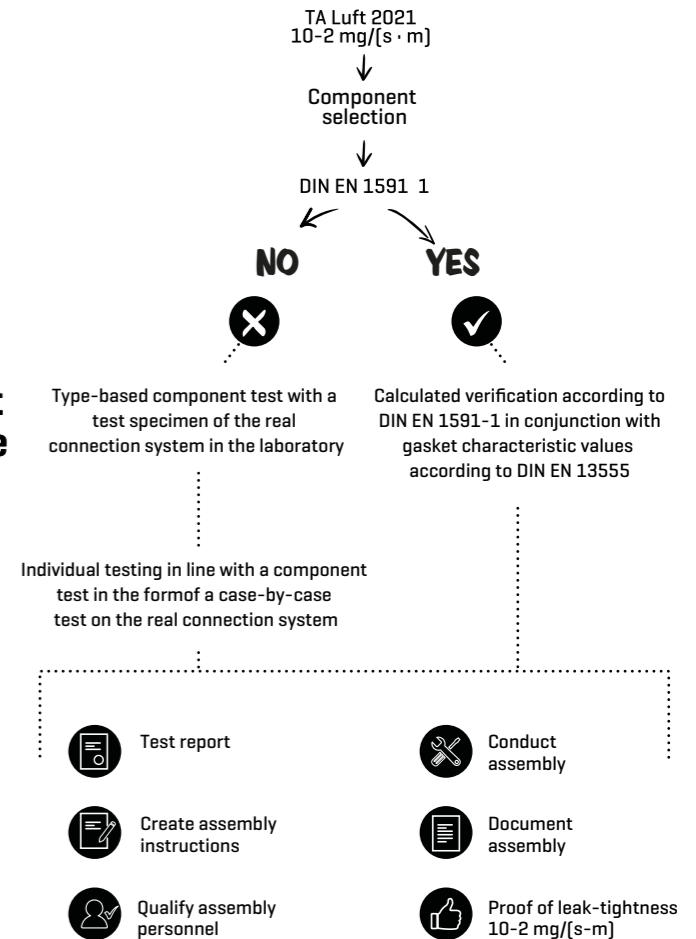 TA Luft 2021
10-2 mg/(s · m)
Component
selection
DIN EN 1591 1
NO
YES
Type-based component test with a
test specimen of the real
connection system in the laboratory
Calculated verification according to
DIN EN 1591-1 in conjunction with
gasket characteristic values
according to DIN EN 13555
Individual testing in line with a component
test in the formof a case-by-case
test on the real connection system
Test report
Create assembly
instructions
Qualify assembly
personnel
Conduct
assembly
Document
assembly
Proof of leak-tightness
10-2 mg/(s-m)